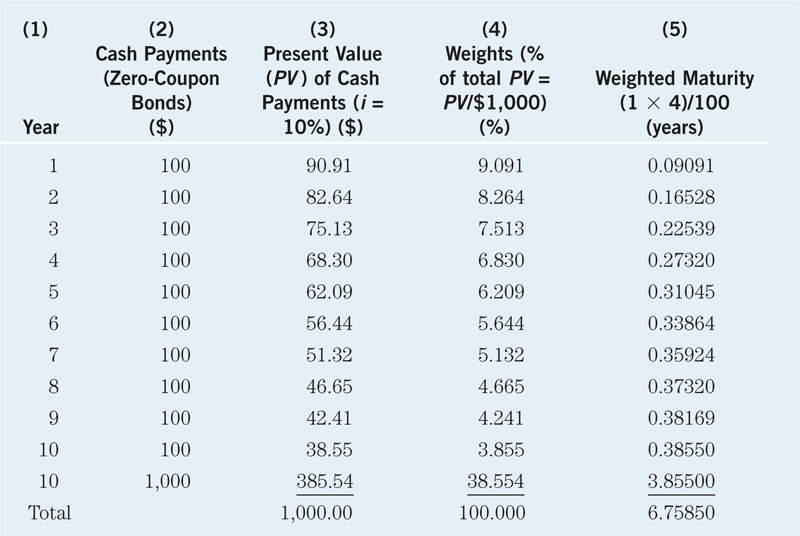 (1) (2) (3) (4) (5)
Cash Payments Present Value Weights (%
(Zero-Coupon (PV) of Cash of total PV = Weighted Maturity
Bonds) Payments (i = PV/$1,000) (1 × 4)/100
Year ($) 10%) ($) (%) (years)
1 100 90.91 9.091 0.09091
2 100 82.64 8.264 0.16528
3 100 75.13 7.513 0.22539
4 100 68.30 6.830 0.27320
5 100 62.09 6.209 0.31045
6 100 56.44 5.644 0.33864
7 100 51.32 5.132 0.35924
8 100 46.65 4.665 0.37320
9 100 42.41 4.241 0.38169
10 100 38.55 3.855 0.38550
10 1,000 385.54 38.554 3.85500
Total 1,000.00 100.000 6.75850